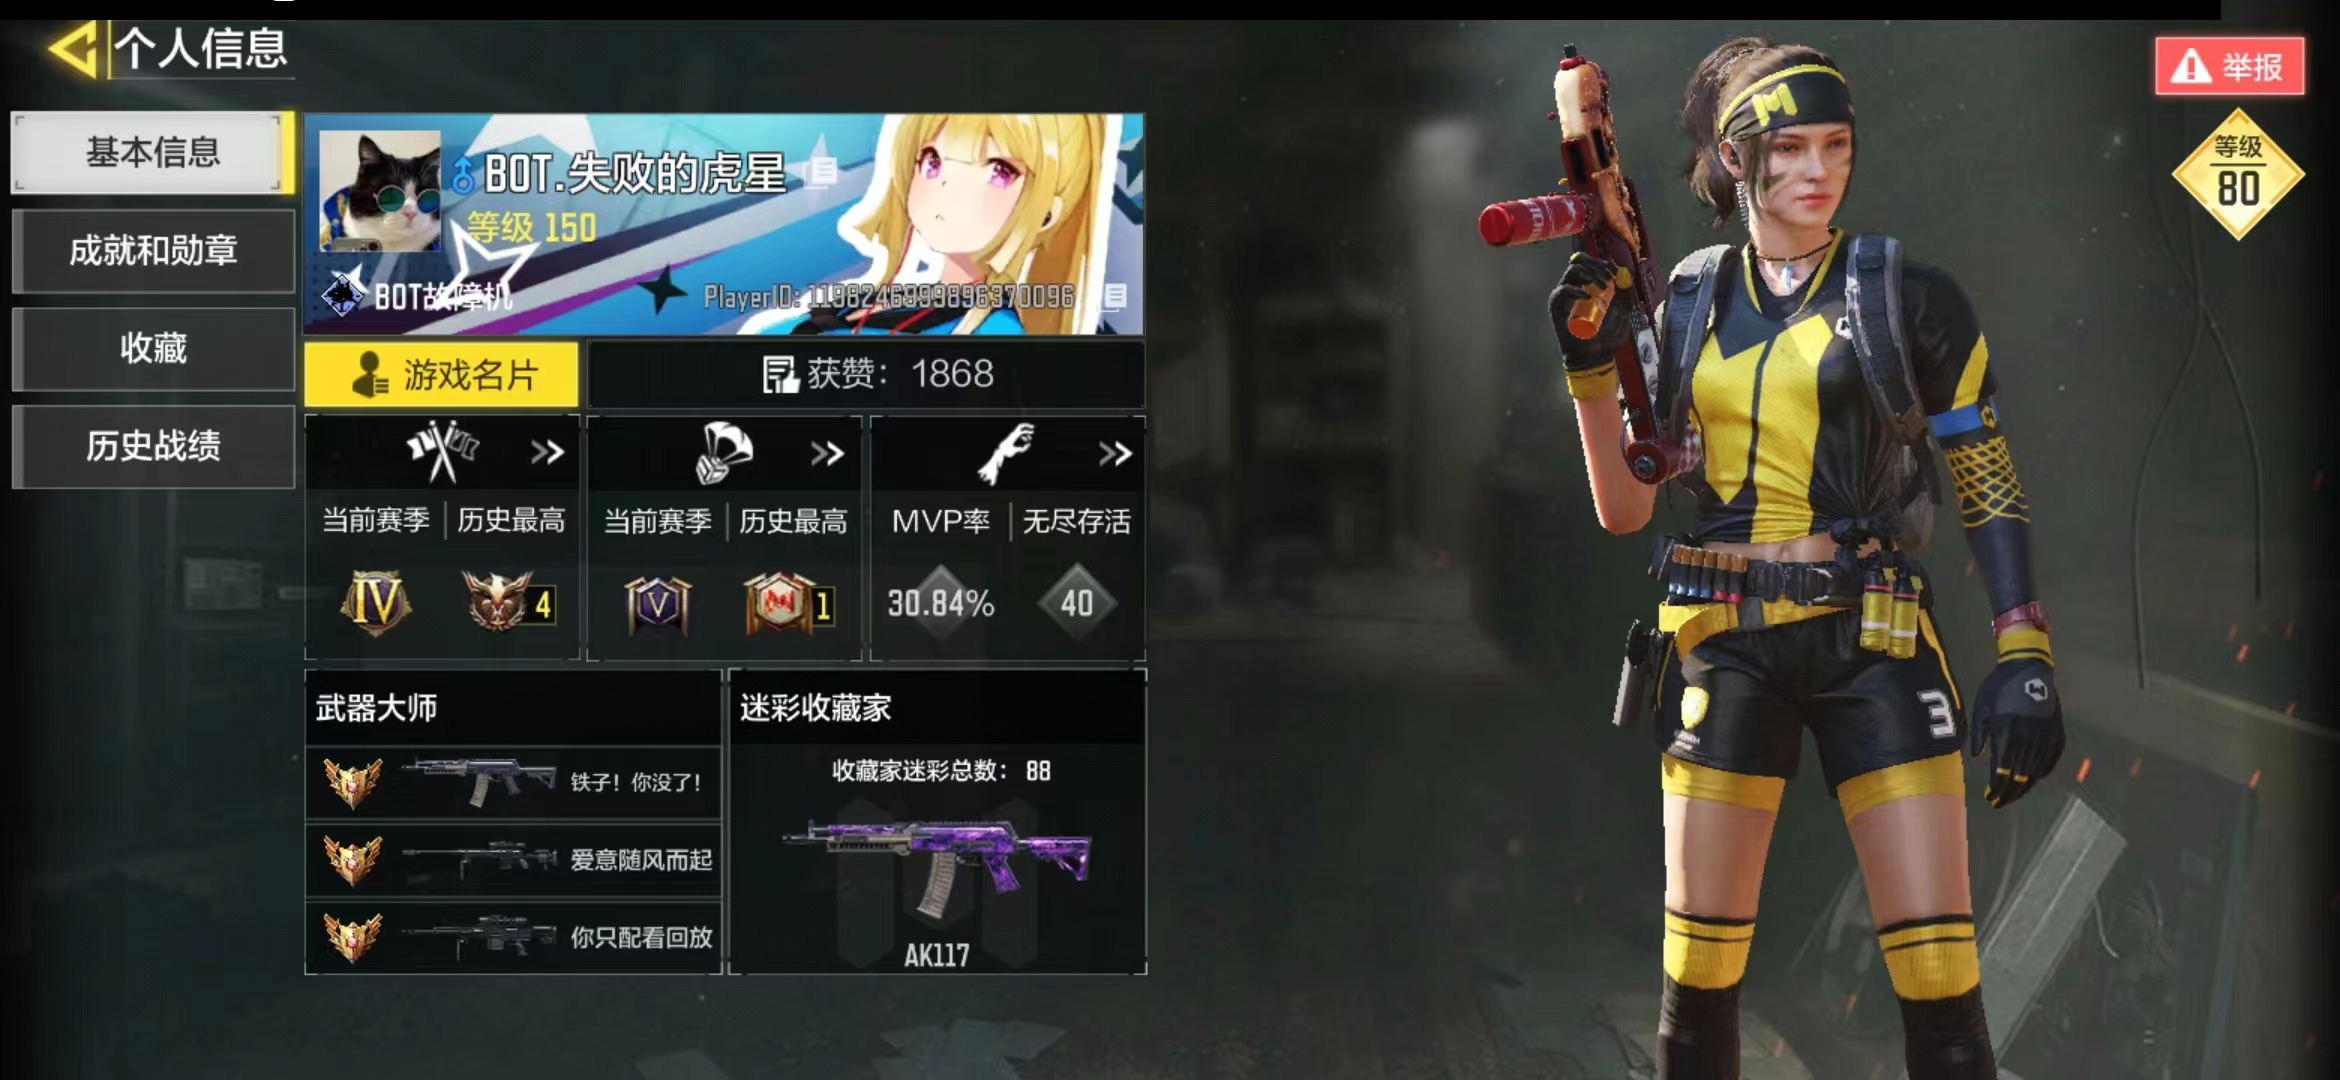 个人信息
举报
等级
80
基本信息
成就和勋章
收藏
历史战绩
BOT.失败的虎星
等级 150
BOT故障机
PlayerID: 1198246999896370096
游戏名片
获赞: 1868
当前赛季
历史最高
IV
4
当前赛季
历史最高
V
1
MVP率
无尽存活
30.84%
40
武器大师
铁子！你没了！
爱意随风而起
你只配看回放
迷彩收藏家
收藏家迷彩总数: 88
AK117
3